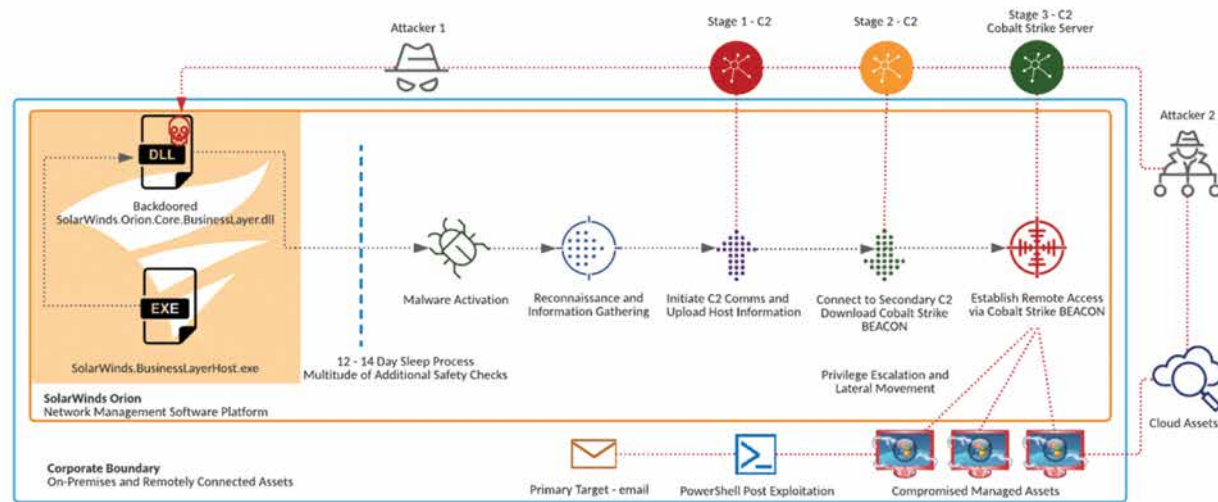 Attacker 1
Stage 1 - C2
Stage 2 - C2
Stage 3 - C2
Cobalt Strike Server
Attacker 2
DLL
Backdoored
SolarWinds.Orion.Core.BusinessLayer.dll
EXE
SolarWinds.BusinessLayerHost.exe
12 - 14 Day Sleep Process
Multitude of Additional Safety Checks
Malware Activation
Reconnaissance and
Information Gathering
Initiate C2 Comms and
Upload Host Information
Connect to Secondary C2
Download Cobalt Strike
BEACON
Establish Remote Access
via Cobalt Strike BEACON
Privilege Escalation and
Lateral Movement
Cloud Assets
SolarWinds Orion
Network Management Software Platform
Corporate Boundary
On-Premises and Remotely Connected Assets
Primary Target - email
PowerShell Post Exploitation
Compromised Managed Assets